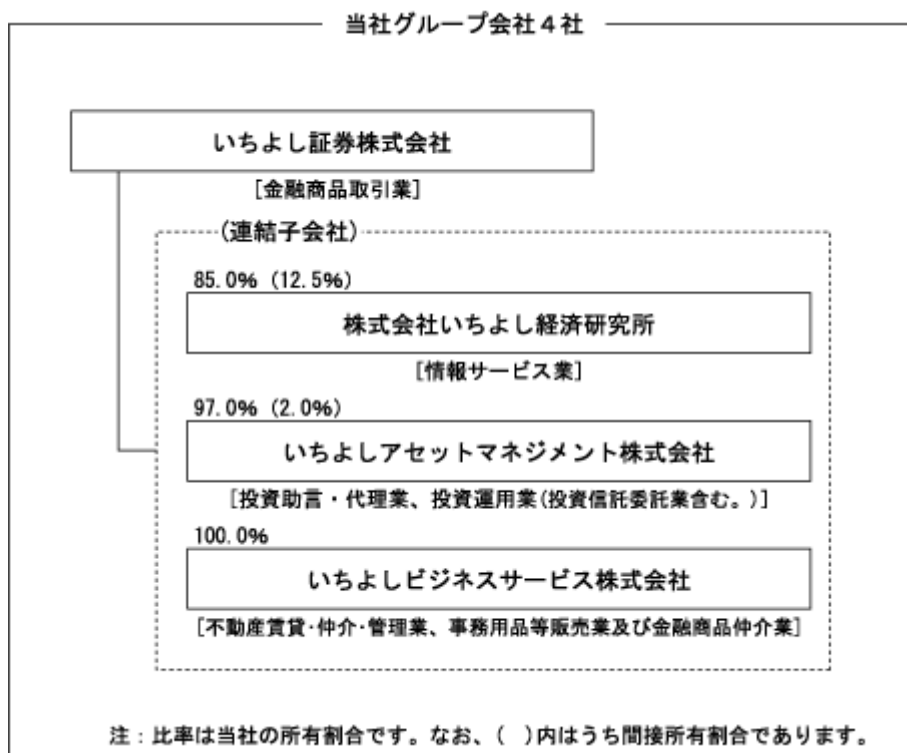 当社グループ会社４社
いちよし証券株式会社
[金融商品取引業]
(連結子会社)
85.0% (12.5%)
株式会社いちよし経済研究所
[情報サービス業]
97.0% (2.0%)
いちよしアセットマネジメント株式会社
[投資助言・代理業、投資運用業(投資信託委託業含む。)]
100.0%
いちよしビジネスサービス株式会社
[不動産賃貸･仲介･管理業、事務用品等販売業及び金融商品仲介業]
注：比率は当社の所有割合です。なお、（ ）内はうち間接所有割合であります。